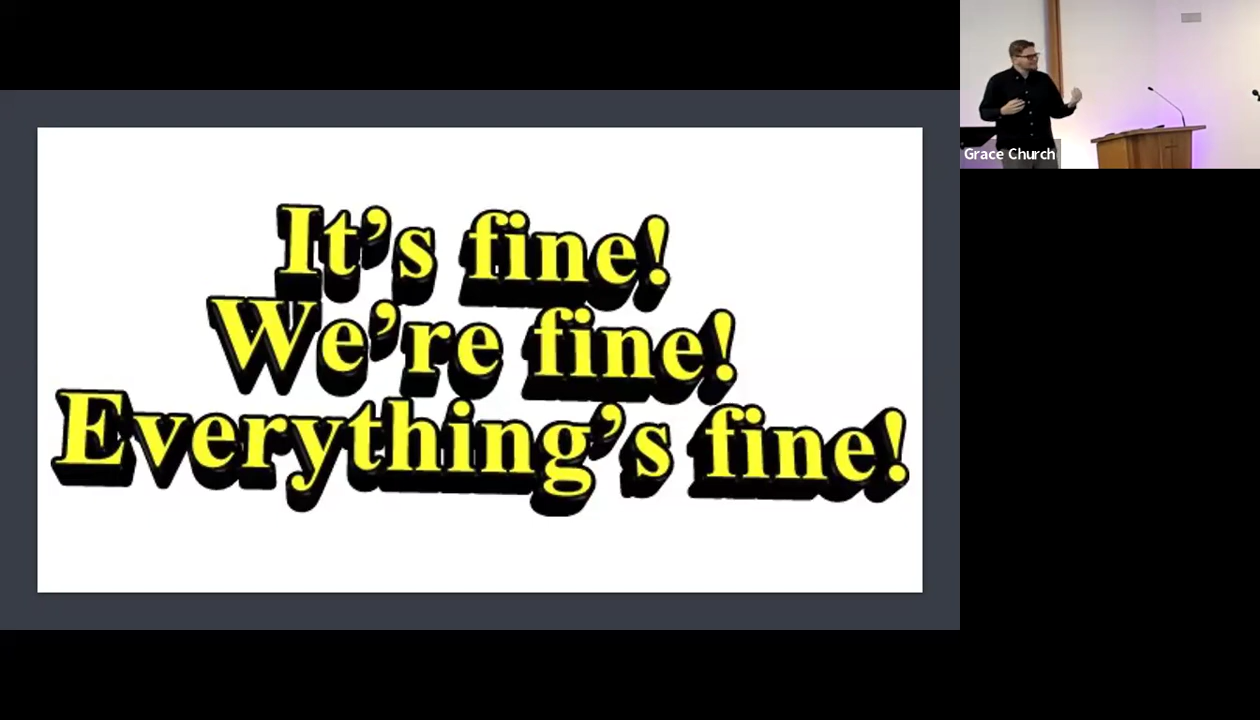 It’s fine!
We’re fine!
Everything’s fine!
Grace Church